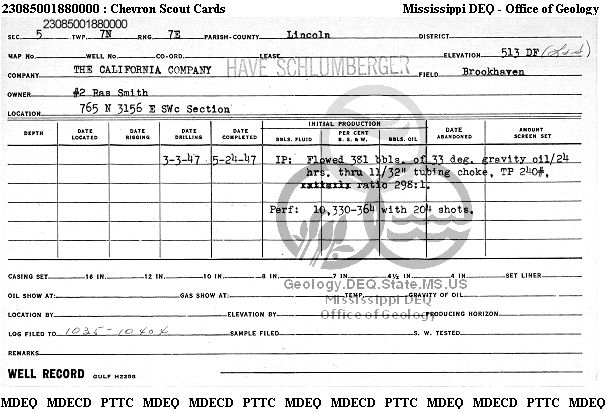 23085001880000 : Chevron Scout Cards Mississippi DEQ - Office of Geology
23085001880000
SEC. 5 TWP. 7N RNG. 7E PARISH-COUNTY Lincoln DISTRICT
MAP No. WELL No. CO-ORD. LEASE ELEVATION 513 DF
COMPANY THE CALIFORNIA COMPANY HAVE SCHLUMBERGER FIELD Brookhaven
OWNER #2 Ras Smith
LOCATION 765 N 3156 E SWc Section
INITIAL PRODUCTION
DEPTH DATE LOCATED DATE RIGGING DATE DRILLING DATE COMPLETED BBLS. FLUID PER CENT B. S. & W. BBLS. OIL DATE ABANDONED AMOUNT SCREEN SET
3-3-47 5-24-47 IP: Flowed 381 bbls. of 33 deg. gravity oil/24
hrs. thru 11/32" tubing choke, TP 240#,
ratio 298:1.
Perf: 10,330-364 with 204 shots.
CASING SET 16 IN. 12 IN. 10 IN. 8 IN. 7 IN. 4½ IN. 4 IN. SET LINER
Geology.DEQ.State.MS.US
OIL SHOW AT: GAS SHOW AT: TEMP. GRAVITY OF OIL
Mississippi DEQ
LOCATION BY ELEVATION BY PRODUCING HORIZON
Office of Geology
LOG FILED TO 1035-10404 SAMPLE FILED S. W. TESTED
REMARKS
WELL RECORD GULF H2258
MDEQ MDECD PTTC MDEQ MDECD PTTC MDEQ MDECD PTTC MDEQ MDECD PTTC MDEQ